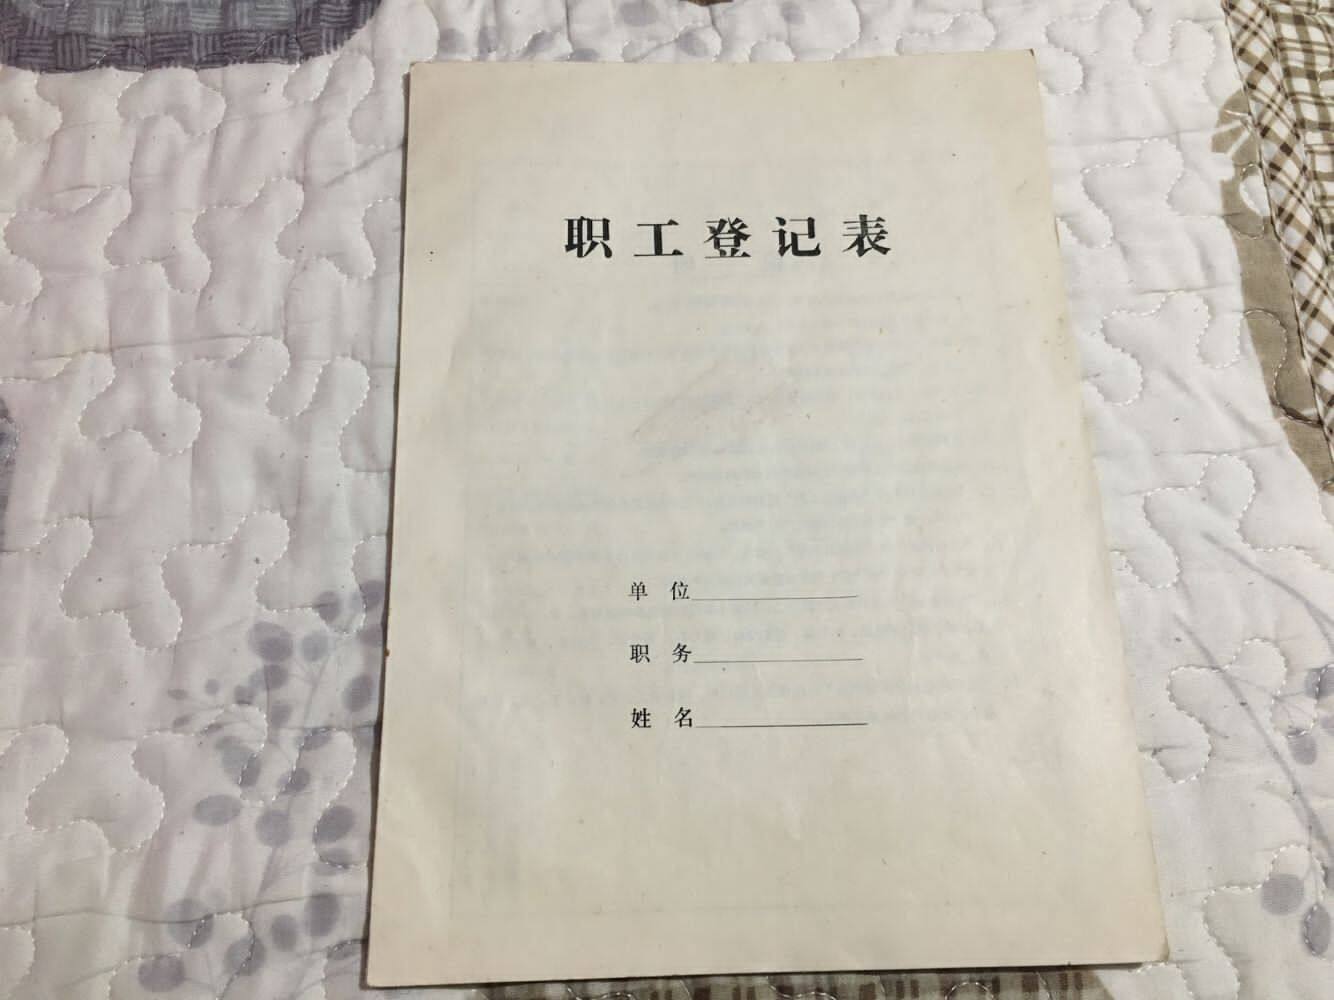 职工登记表
单 位
职 务
姓 名